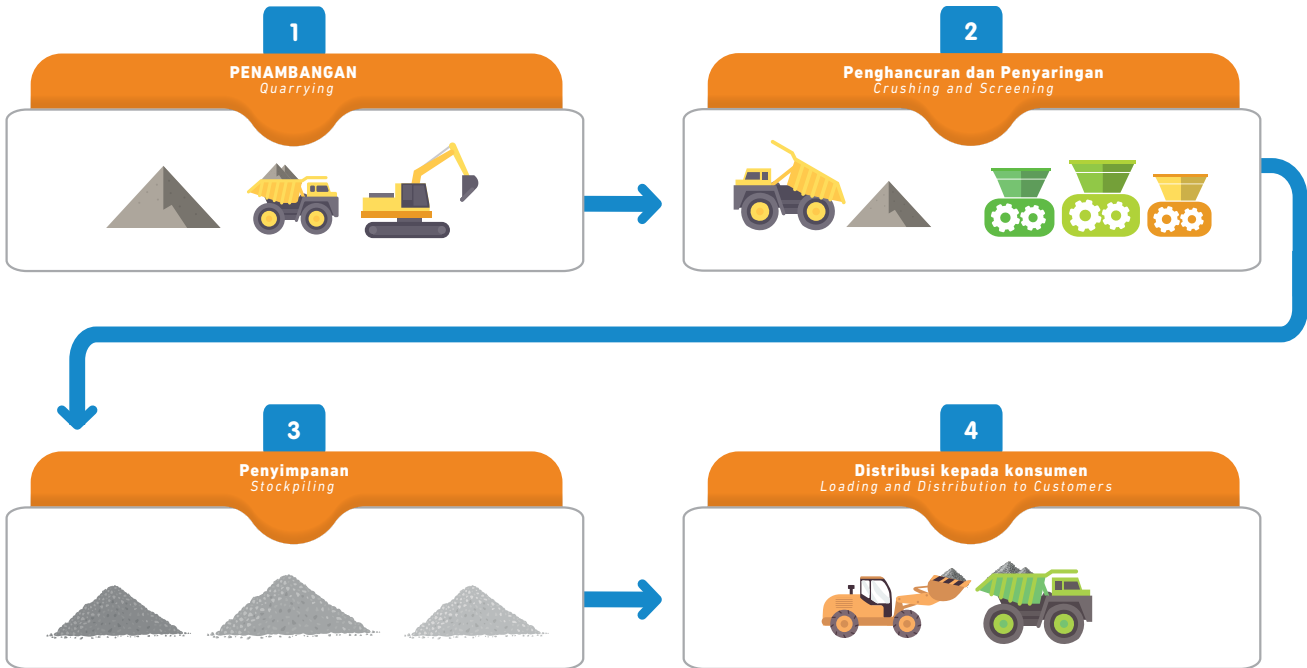 1
PENAMBANGAN
Quarrying
2
Penghancuran dan Penyaringan
Crushing and Screening
3
Penyimpanan
Stockpiling
4
Distribusi kepada konsumen
Loading and Distribution to Customers